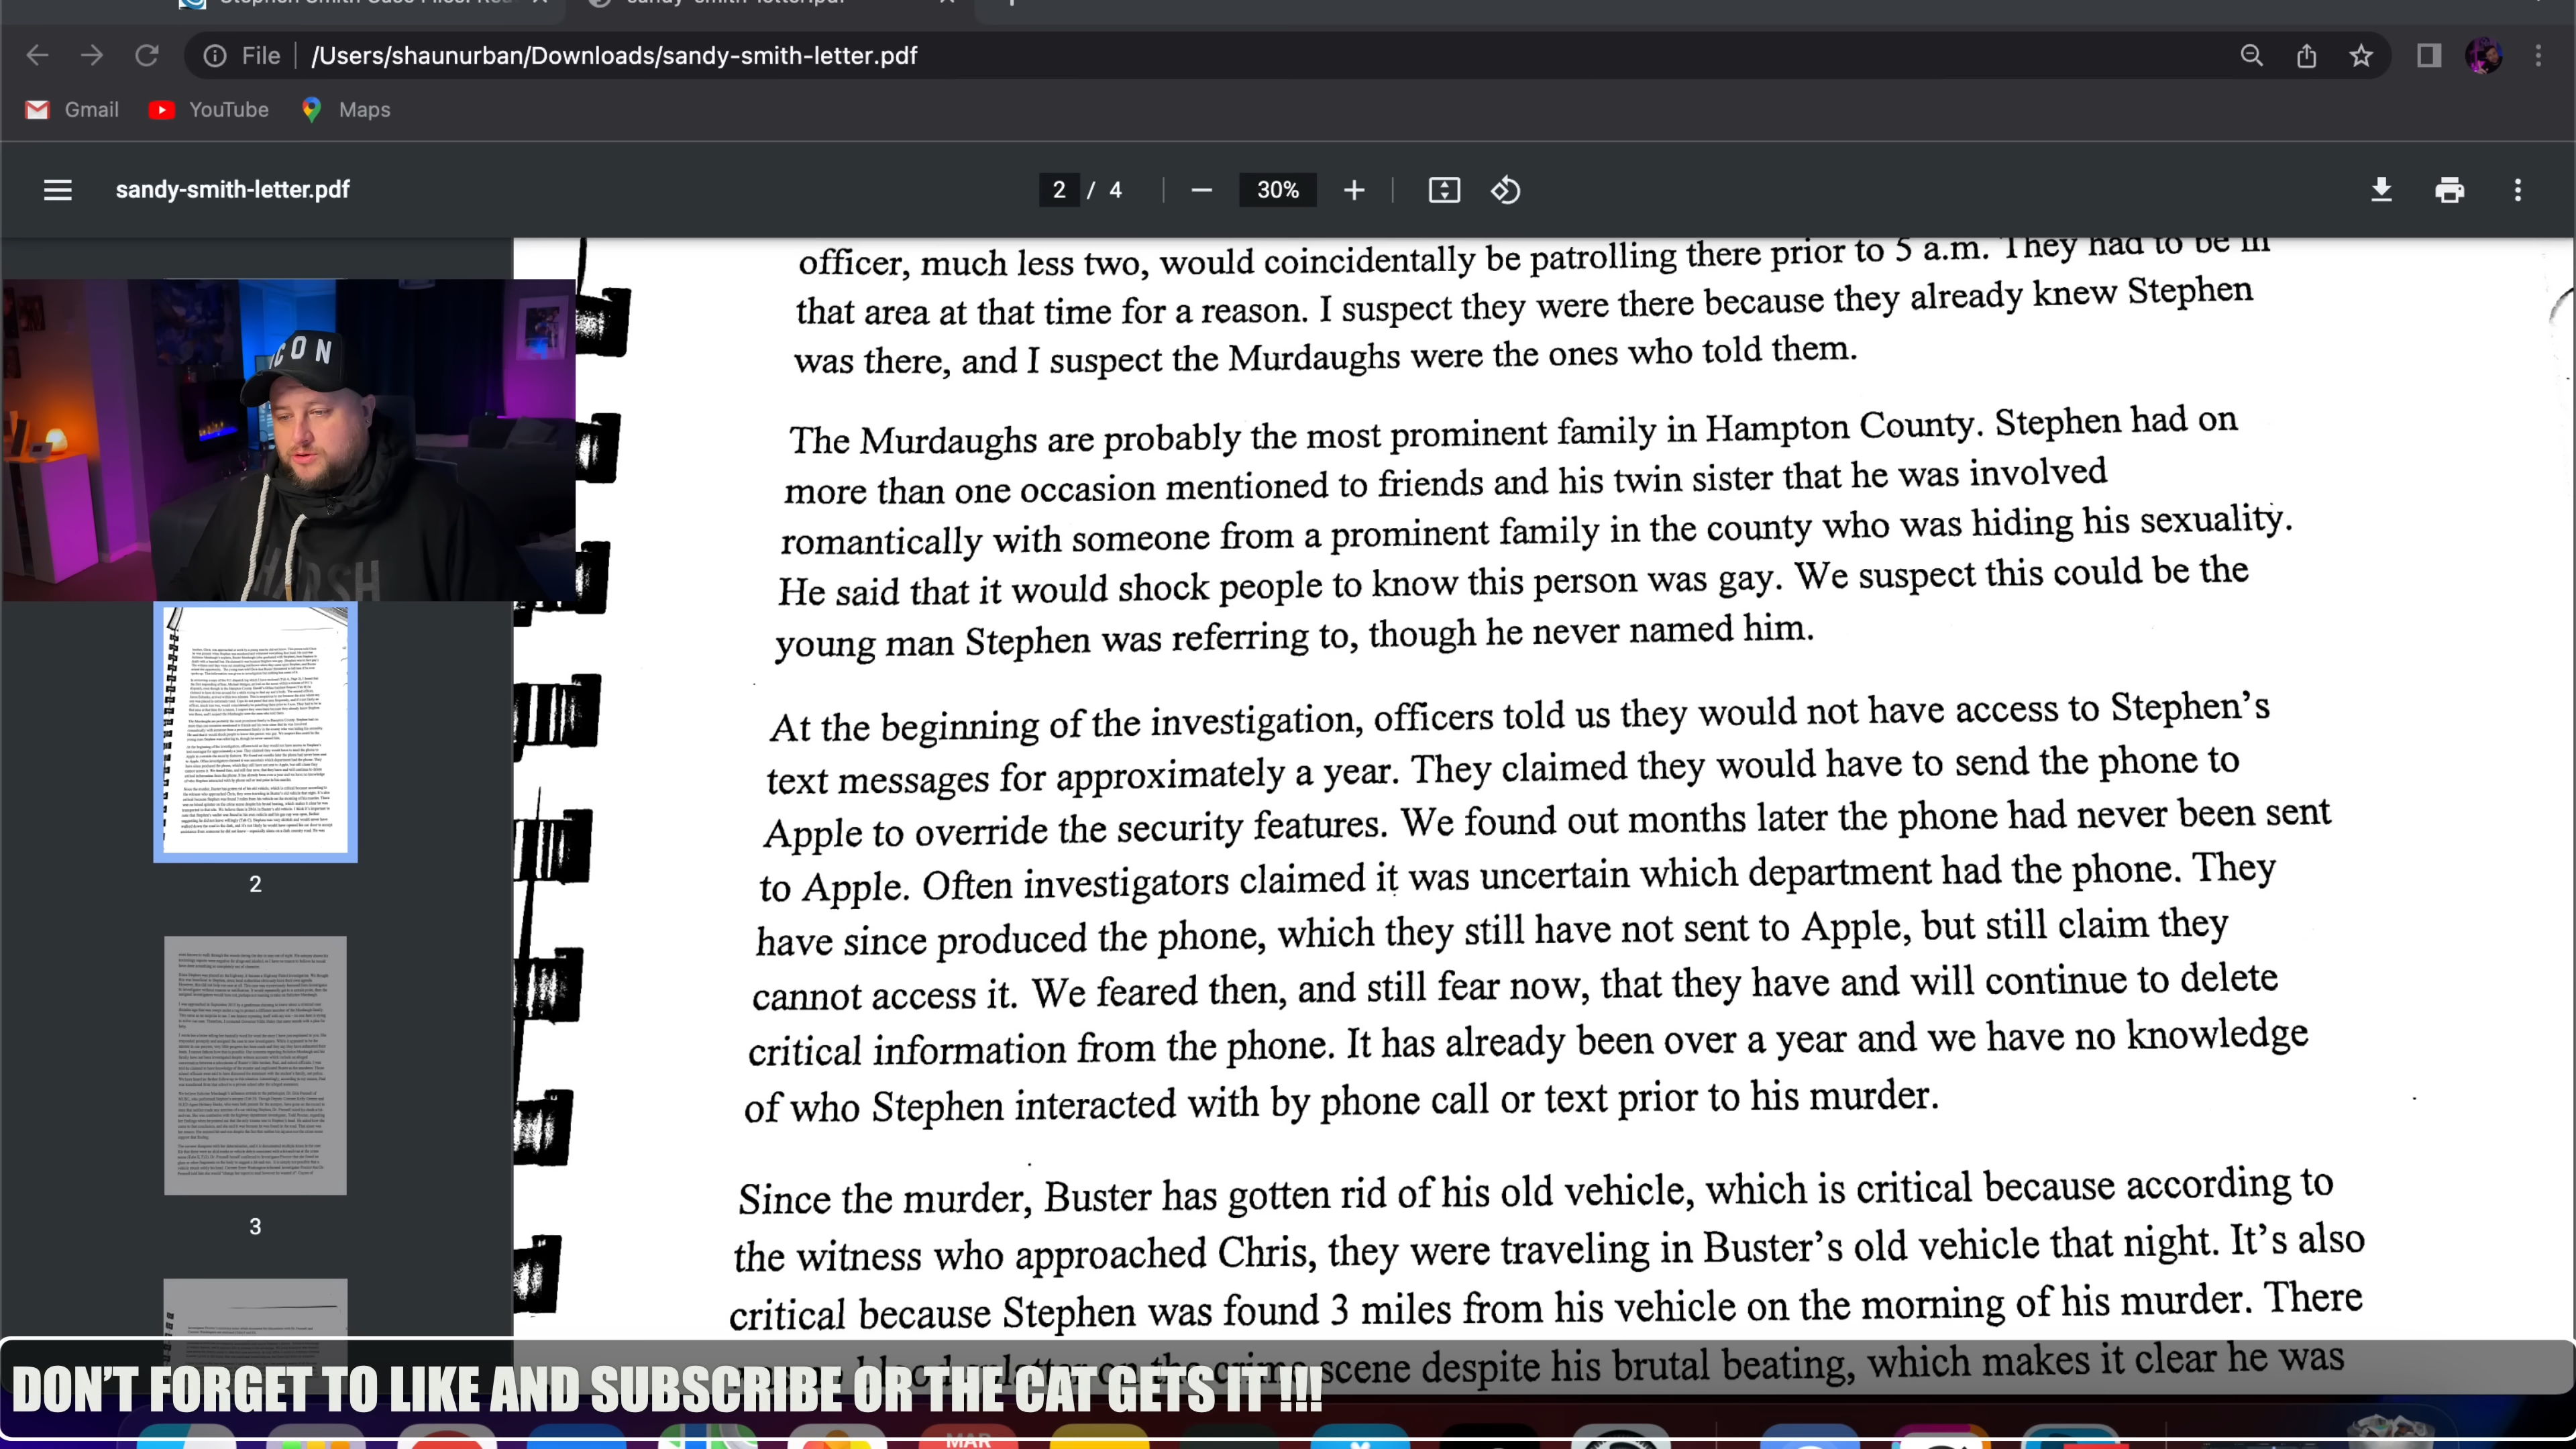 sandy-smith-letter.pdf
File /Users/shaunurban/Downloads/sandy-smith-letter.pdf
Gmail YouTube Maps
sandy-smith-letter.pdf 2 / 4 30%
officer, much less two, would coincidentally be patrolling there prior to 5 a.m. They had to be in
that area at that time for a reason. I suspect they were there because they already knew Stephen
was there, and I suspect the Murdaughs were the ones who told them.
The Murdaughs are probably the most prominent family in Hampton County. Stephen had on
more than one occasion mentioned to friends and his twin sister that he was involved
romantically with someone from a prominent family in the county who was hiding his sexuality.
He said that it would shock people to know this person was gay. We suspect this could be the
young man Stephen was referring to, though he never named him.
At the beginning of the investigation, officers told us they would not have access to Stephen's
text messages for approximately a year. They claimed they would have to send the phone to
Apple to override the security features. We found out months later the phone had never been sent
to Apple. Often investigators claimed it was uncertain which department had the phone. They
have since produced the phone, which they still have not sent to Apple, but still claim they
cannot access it. We feared then, and still fear now, that they have and will continue to delete
critical information from the phone. It has already been over a year and we have no knowledge
of who Stephen interacted with by phone call or text prior to his murder.
Since the murder, Buster has gotten rid of his old vehicle, which is critical because according to
the witness who approached Chris, they were traveling in Buster's old vehicle that night. It's also
critical because Stephen was found 3 miles from his vehicle on the morning of his murder. There
blood splatter on the crime scene despite his brutal beating, which makes it clear he was
CON
HARSH
2
3
DON'T FORGET TO LIKE AND SUBSCRIBE OR THE CAT GETS IT !!!
MAR